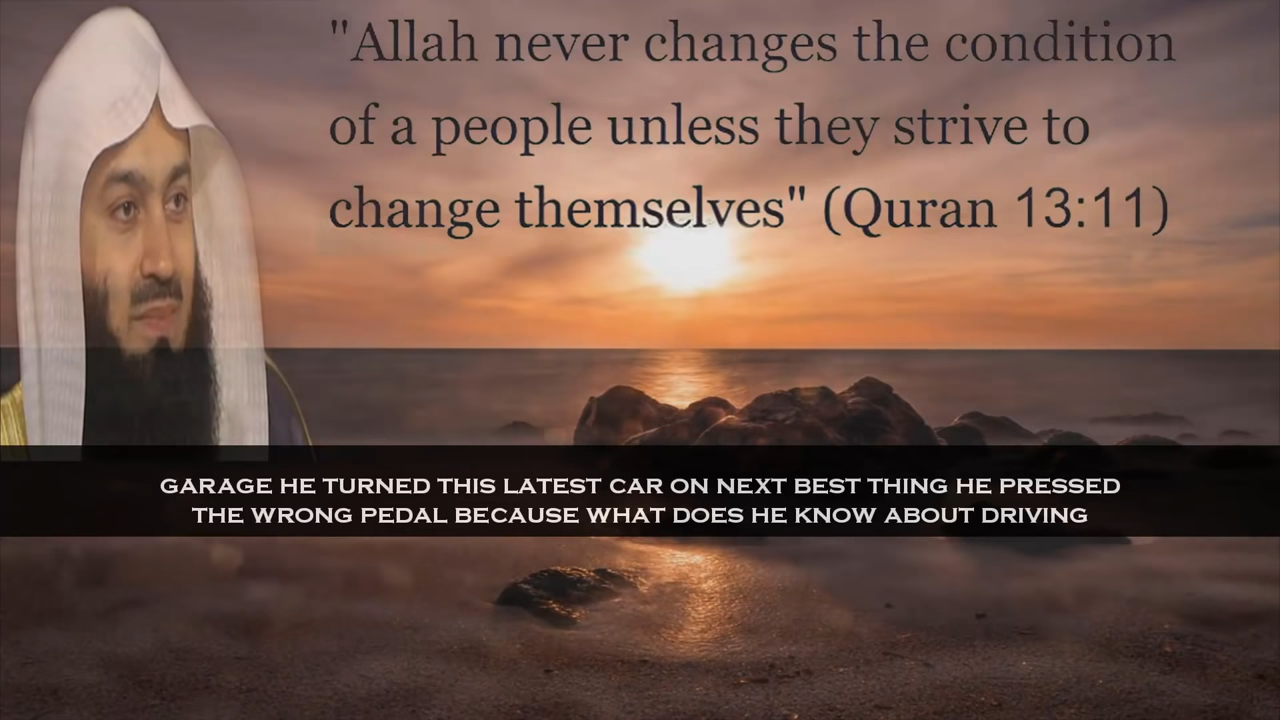 "Allah never changes the condition
of a people unless they strive to
change themselves" (Quran 13:11)
GARAGE HE TURNED THIS LATEST CAR ON NEXT BEST THING HE PRESSED
THE WRONG PEDAL BECAUSE WHAT DOES HE KNOW ABOUT DRIVING